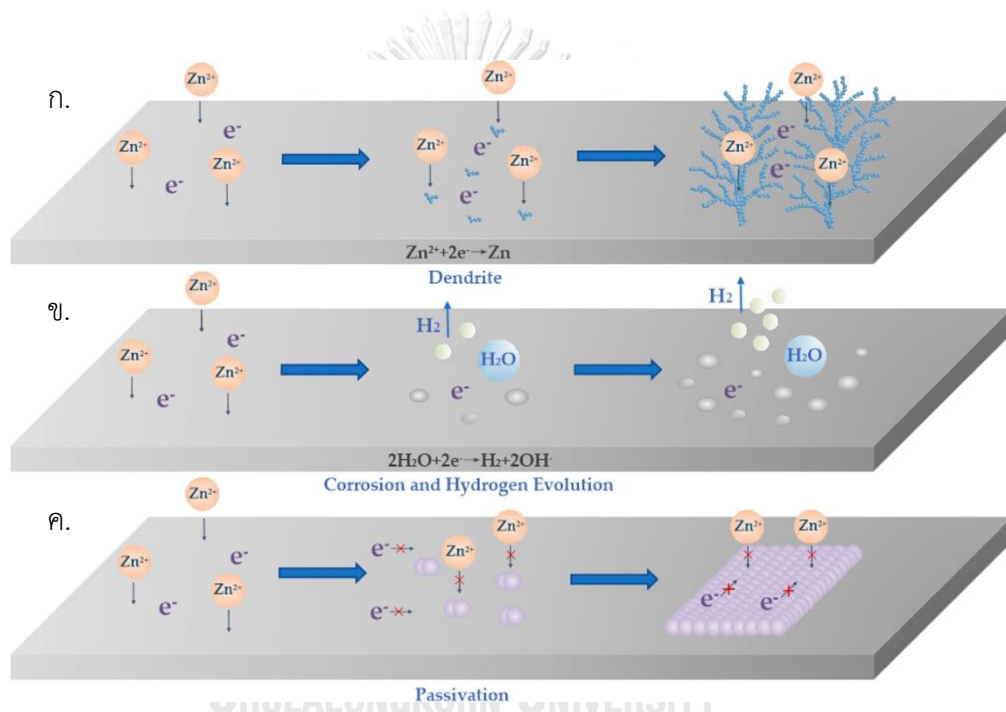 ก.
Zn²⁺ Zn²⁺ Zn²⁺
Zn²⁺ e⁻ Zn²⁺ e⁻ Zn²⁺ e⁻
Zn²⁺ Zn²⁺ Zn²⁺
e⁻ e⁻ e⁻
Zn²⁺+2e⁻→Zn
Dendrite
ข.
Zn²⁺ H₂ H₂
Zn²⁺ e⁻ H₂O H₂O
Zn²⁺
e⁻ e⁻ e⁻
2H₂O+2e⁻→H₂+2OH⁻
Corrosion and Hydrogen Evolution
ค.
Zn²⁺ Zn²⁺ Zn²⁺ Zn²⁺
Zn²⁺ e⁻ e⁻ Zn²⁺
Zn²⁺
e⁻ e⁻ e⁻ e⁻
Passivation
CHULALONGKORN UNIVERSITY